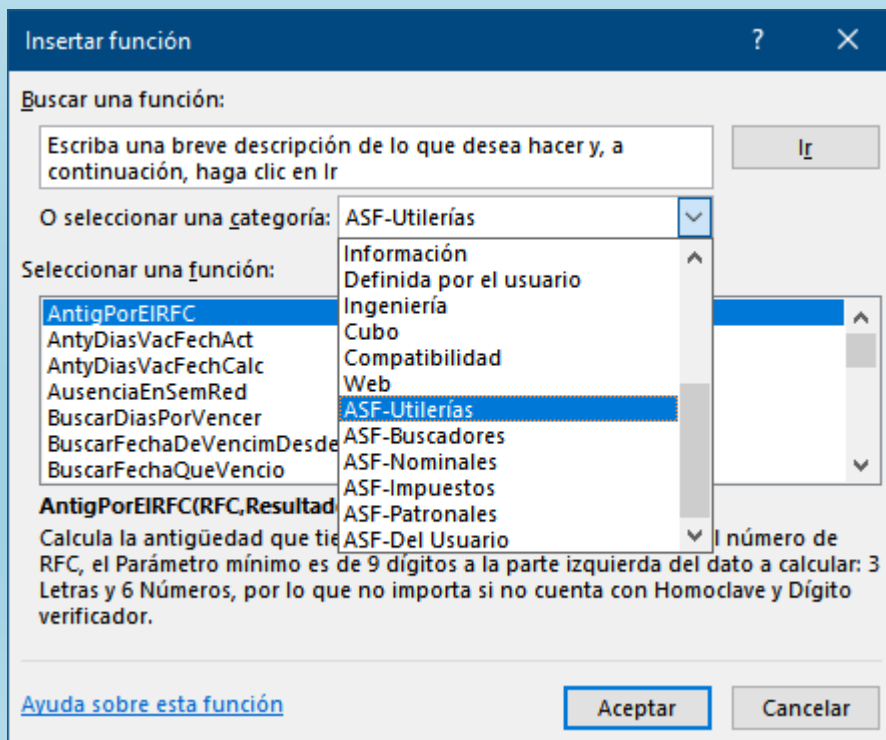 Insertar función
?
Buscar una función:
Escriba una breve descripción de lo que desea hacer y, a
continuación, haga clic en Ir
Ir
O seleccionar una categoría:
ASF-Utilerías
Información
Definida por el usuario
Ingeniería
Cubo
Compatibilidad
Web
ASF-Utilerías
ASF-Buscadores
ASF-Nominales
ASF-Impuestos
ASF-Patronales
ASF-Del Usuario
Seleccionar una función:
AntigPorElRFC
AntyDiasVacFechAct
AntyDiasVacFechCalc
AusenciaEnSemRed
BuscarDiasPorVencer
BuscarFechaDeVencimDesde
BuscarFechaQueVencio
AntigPorElRFC(RFC,Resultad
Calcula la antigüedad que tie l número de
RFC, el Parámetro mínimo es de 9 dígitos a la parte izquierda del dato a calcular: 3
Letras y 6 Números, por lo que no importa si no cuenta con Homoclave y Dígito
verificador.
Ayuda sobre esta función
Aceptar
Cancelar